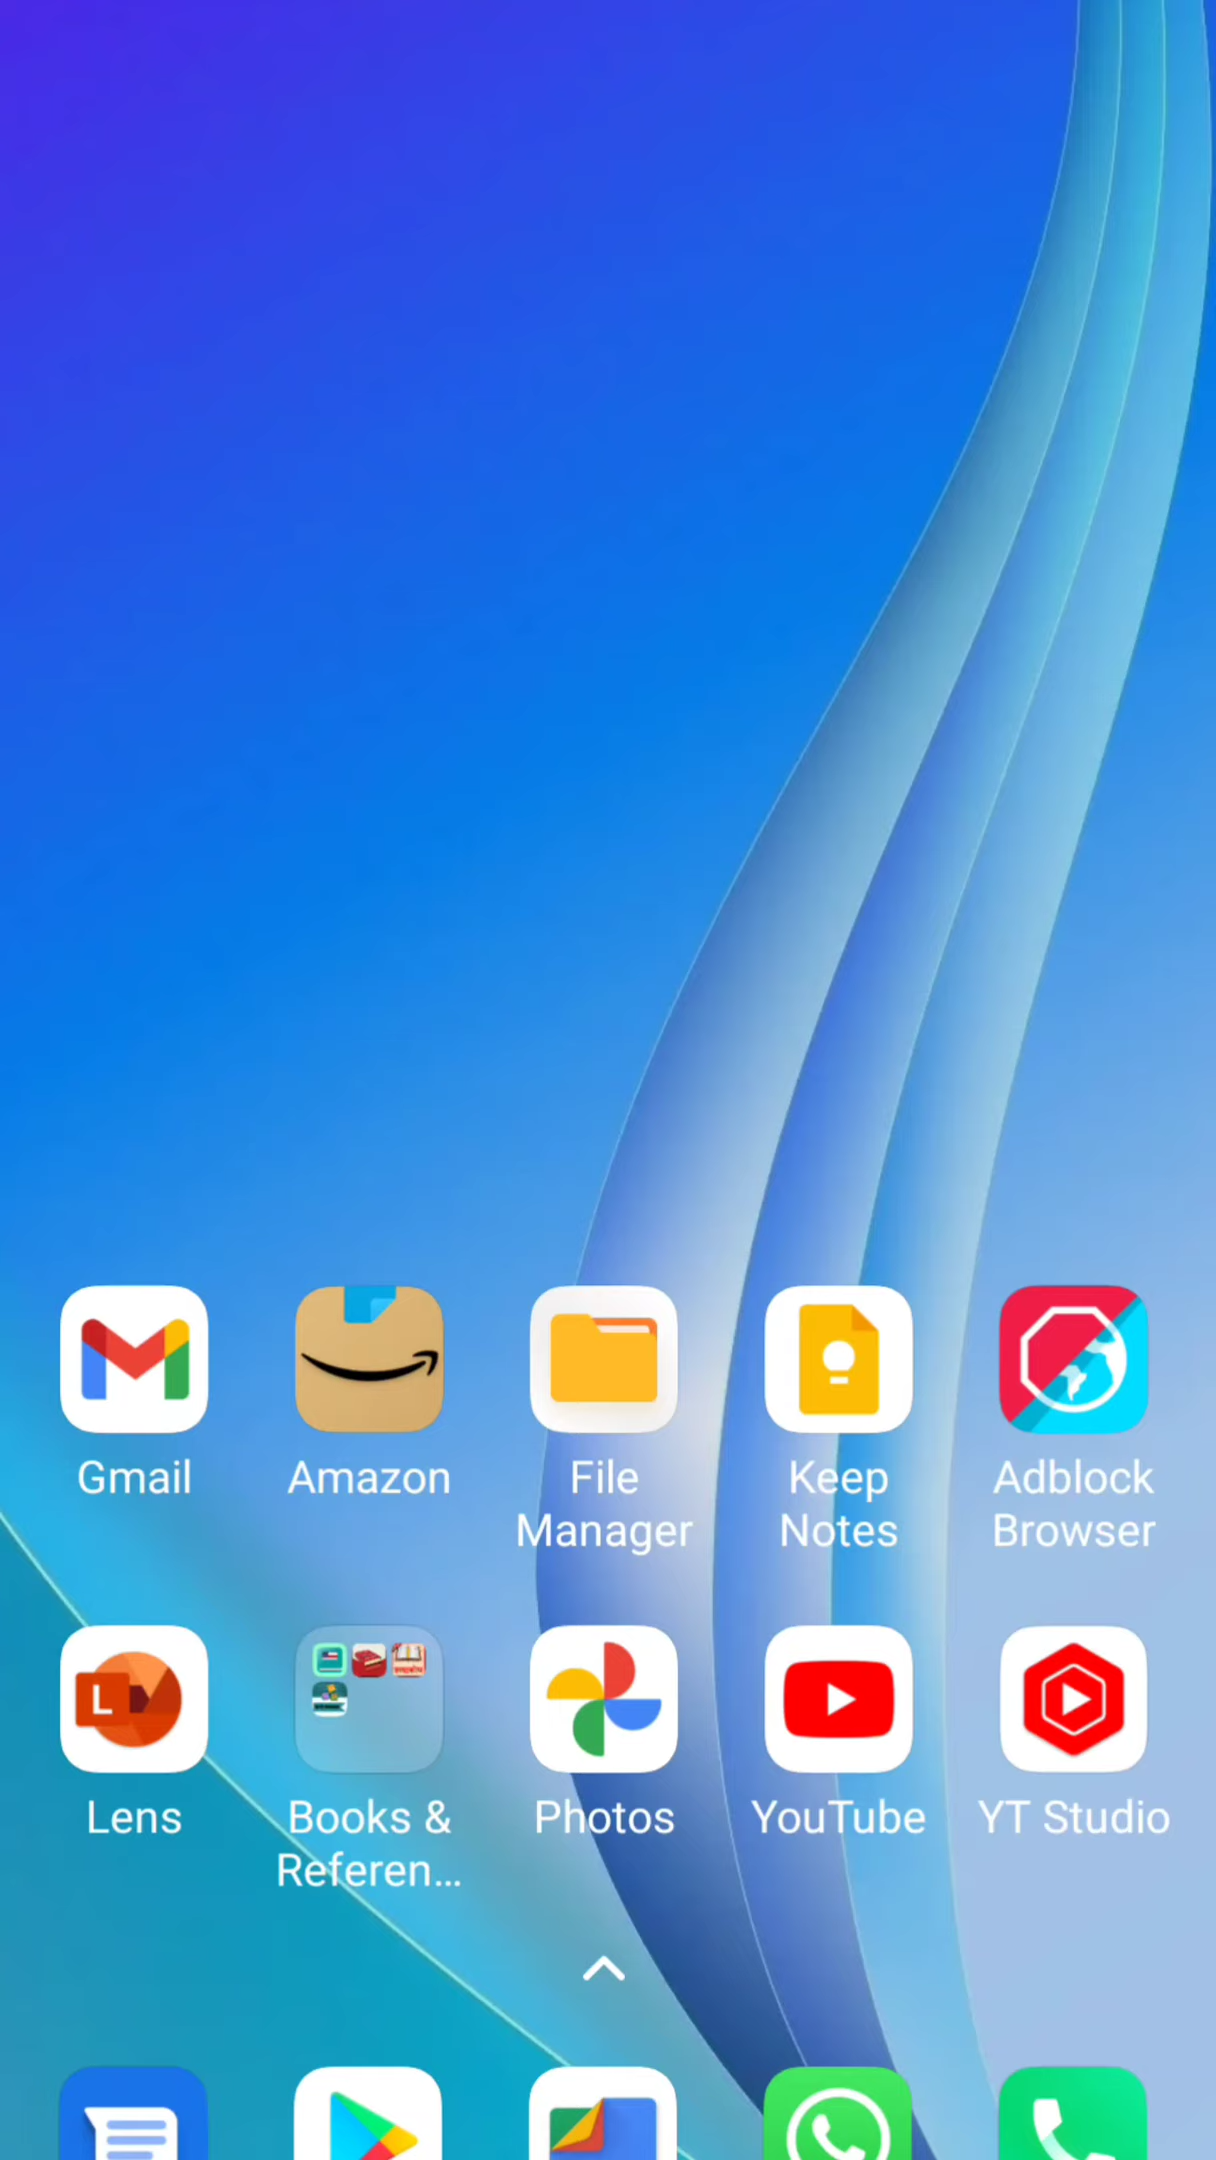 Gmail
Amazon
File
Manager
Keep
Notes
Adblock
Browser
L
Lens
Books &
Referen...
Photos
YouTube
YT Studio